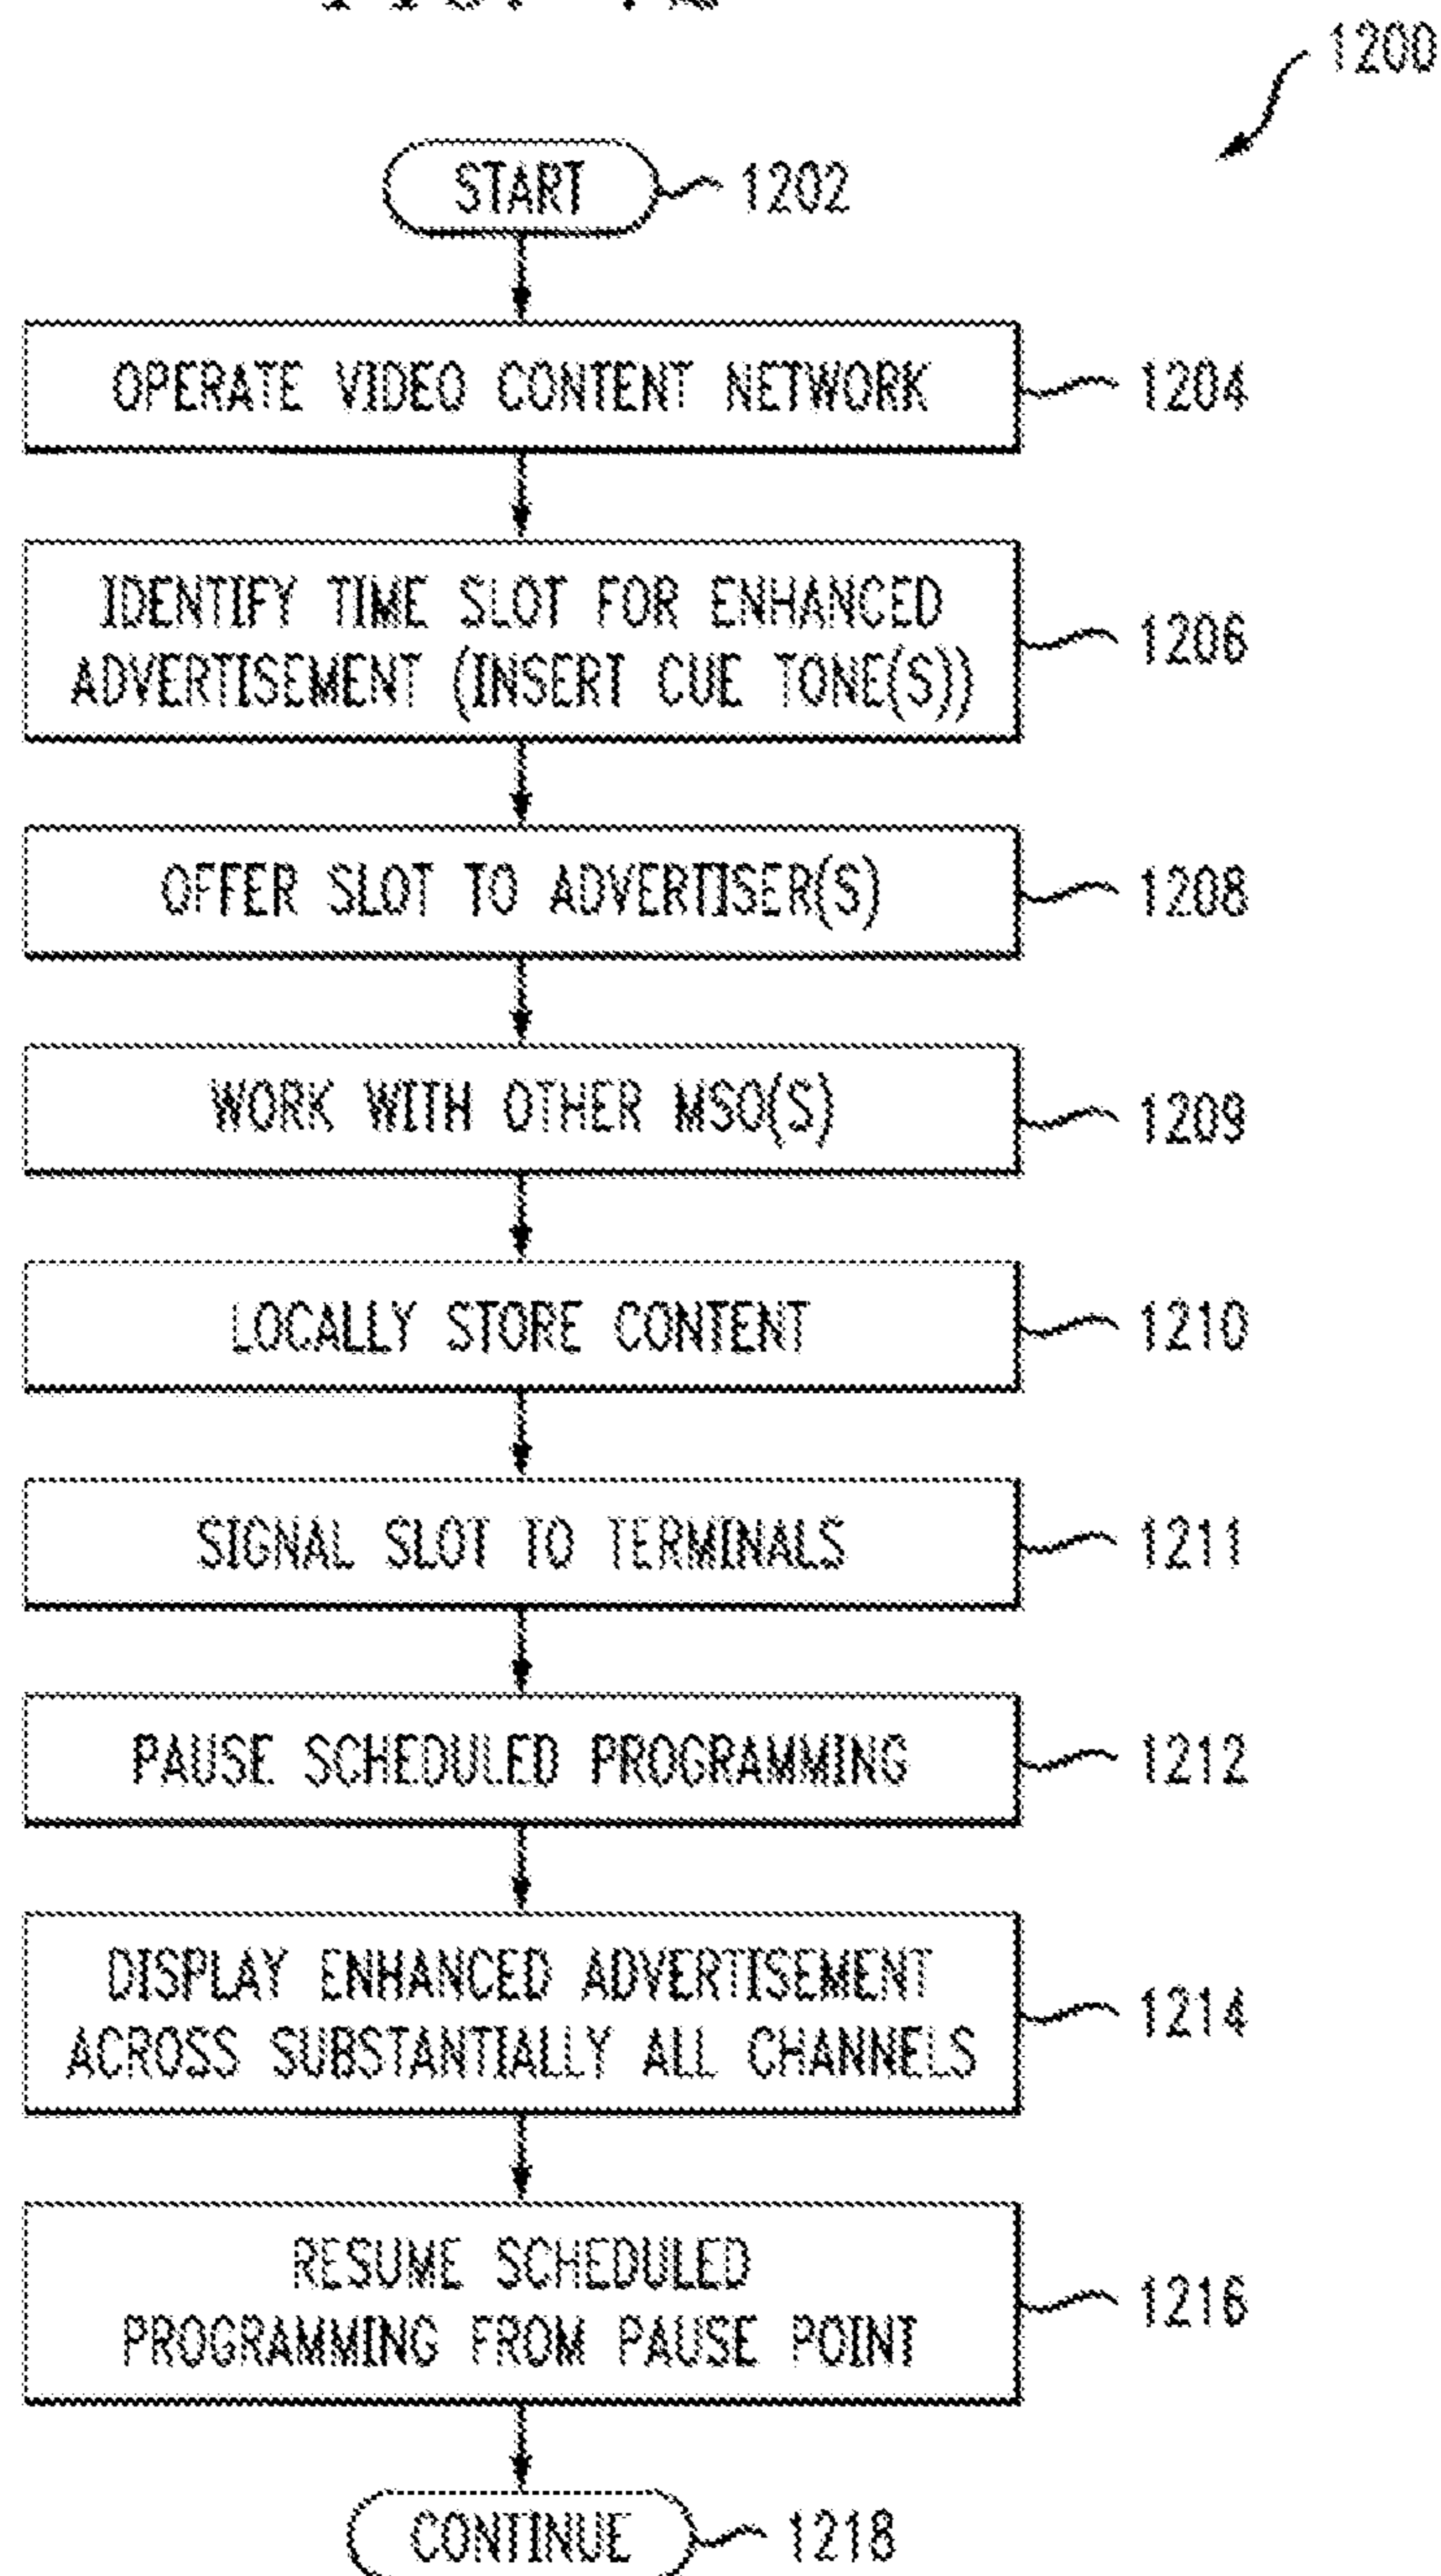 1200
START
1202
OPERATE VIDEO CONTENT NETWORK
1204
IDENTIFY TIME SLOT FOR ENHANCED
ADVERTISEMENT (INSERT CUE TONE(S))
1206
OFFER SLOT TO ADVERTISER(S)
1208
WORK WITH OTHER MSO(S)
1209
LOCALLY STORE CONTENT
1210
SIGNAL SLOT TO TERMINALS
1211
PAUSE SCHEDULED PROGRAMMING
1212
DISPLAY ENHANCED ADVERTISEMENT
ACROSS SUBSTANTIALLY ALL CHANNELS
1214
RESUME SCHEDULED
PROGRAMMING FROM PAUSE POINT
1216
CONTINUE
1218